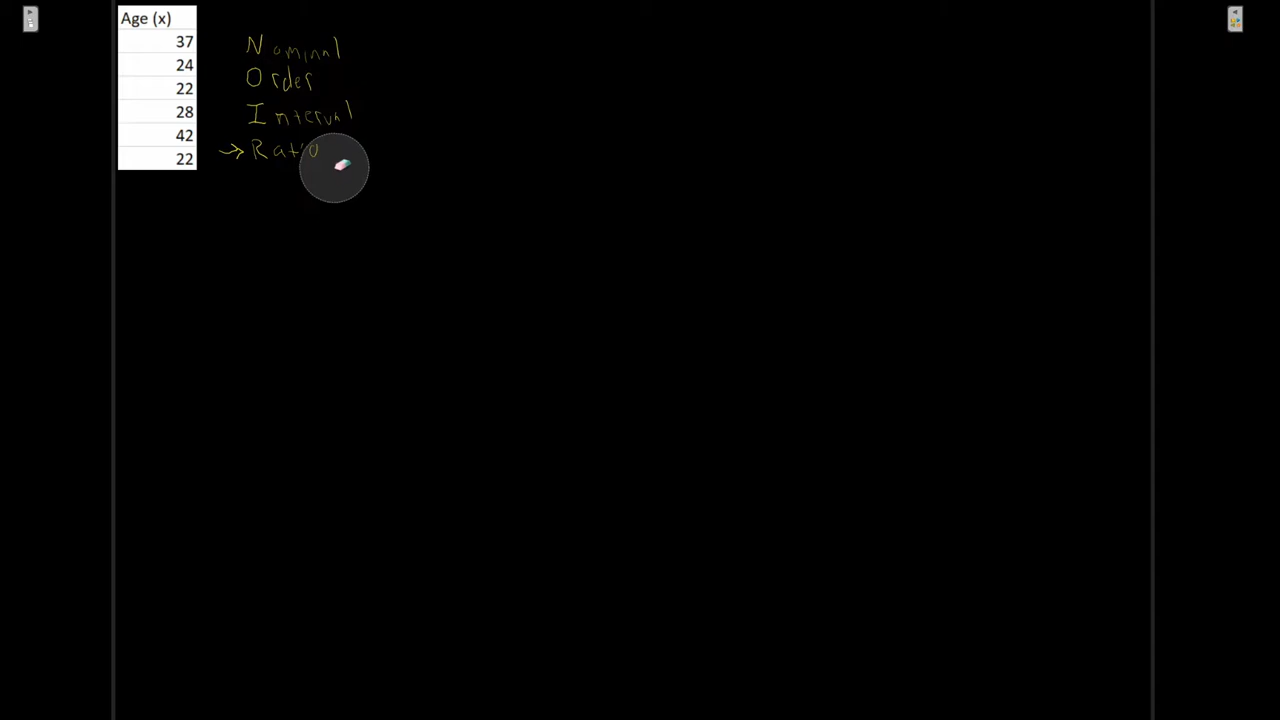 Age (x)
37
24
22
28
42
22
Nominal
Order
Interval
→ Ratio